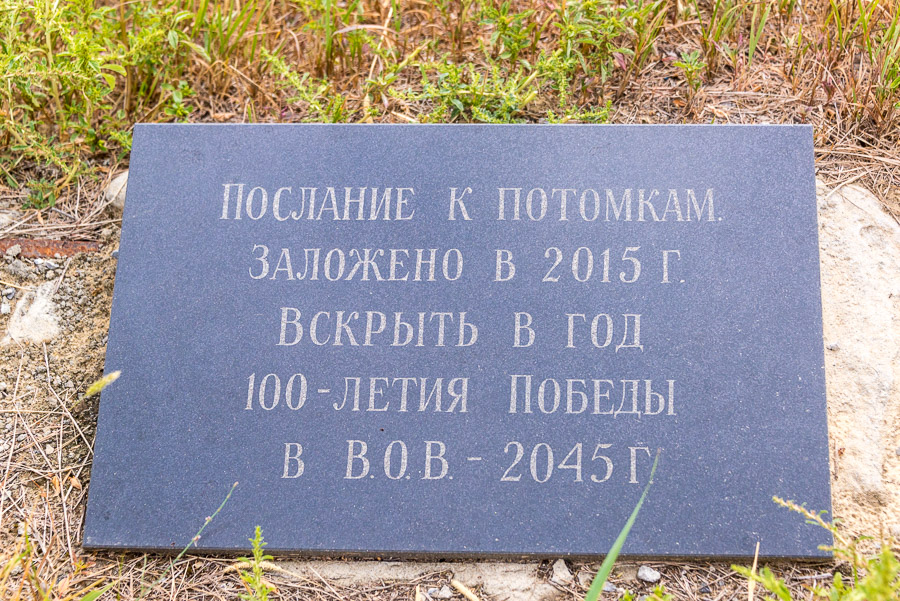 Послание к потомкам.
Заложено в 2015 г.
Вскрыть в год
100-летия Победы
в В.О.В. - 2045 г